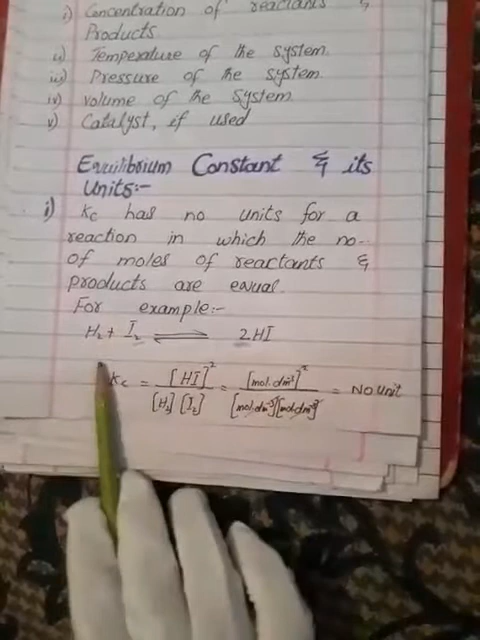 i) Concentration of reactants &
Products
ii) Temperature of the system.
iii) Pressure of the system.
iv) Volume of the System
v) Catalyst, if used
Equilibrium Constant & its
Units:-
i) Kc has no units for a
reaction in which the no-
of moles of reactants &
products are equal.
For example:-
H₂ + I₂ ⇌ 2HI
Kc = [HI]² / [H₂] [I₂] = [mol.dm⁻³]² / [mol.dm⁻³][mol.dm⁻³] = No unit